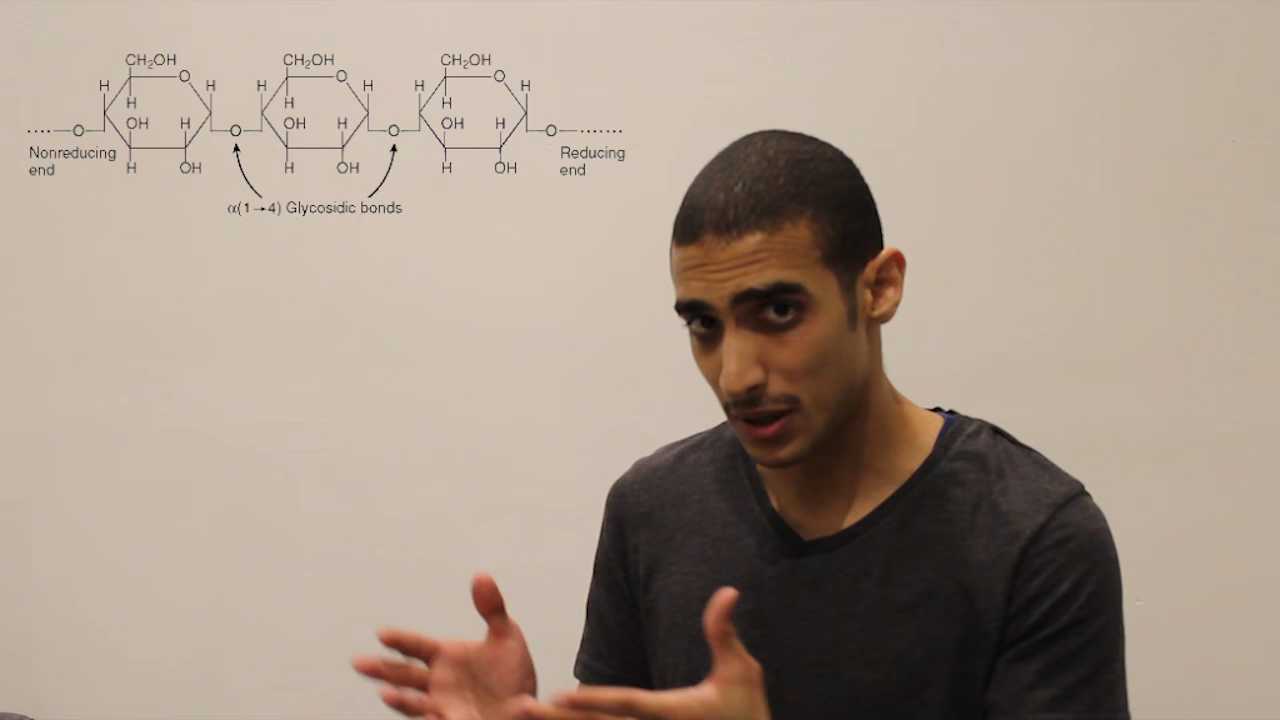 CH₂OH CH₂OH CH₂OH
O O O
H H H H H H
H H H
OH H OH H OH H
.... O O O O .......
Nonreducing end
H OH H OH H OH
Reducing end
α(1→4) Glycosidic bonds